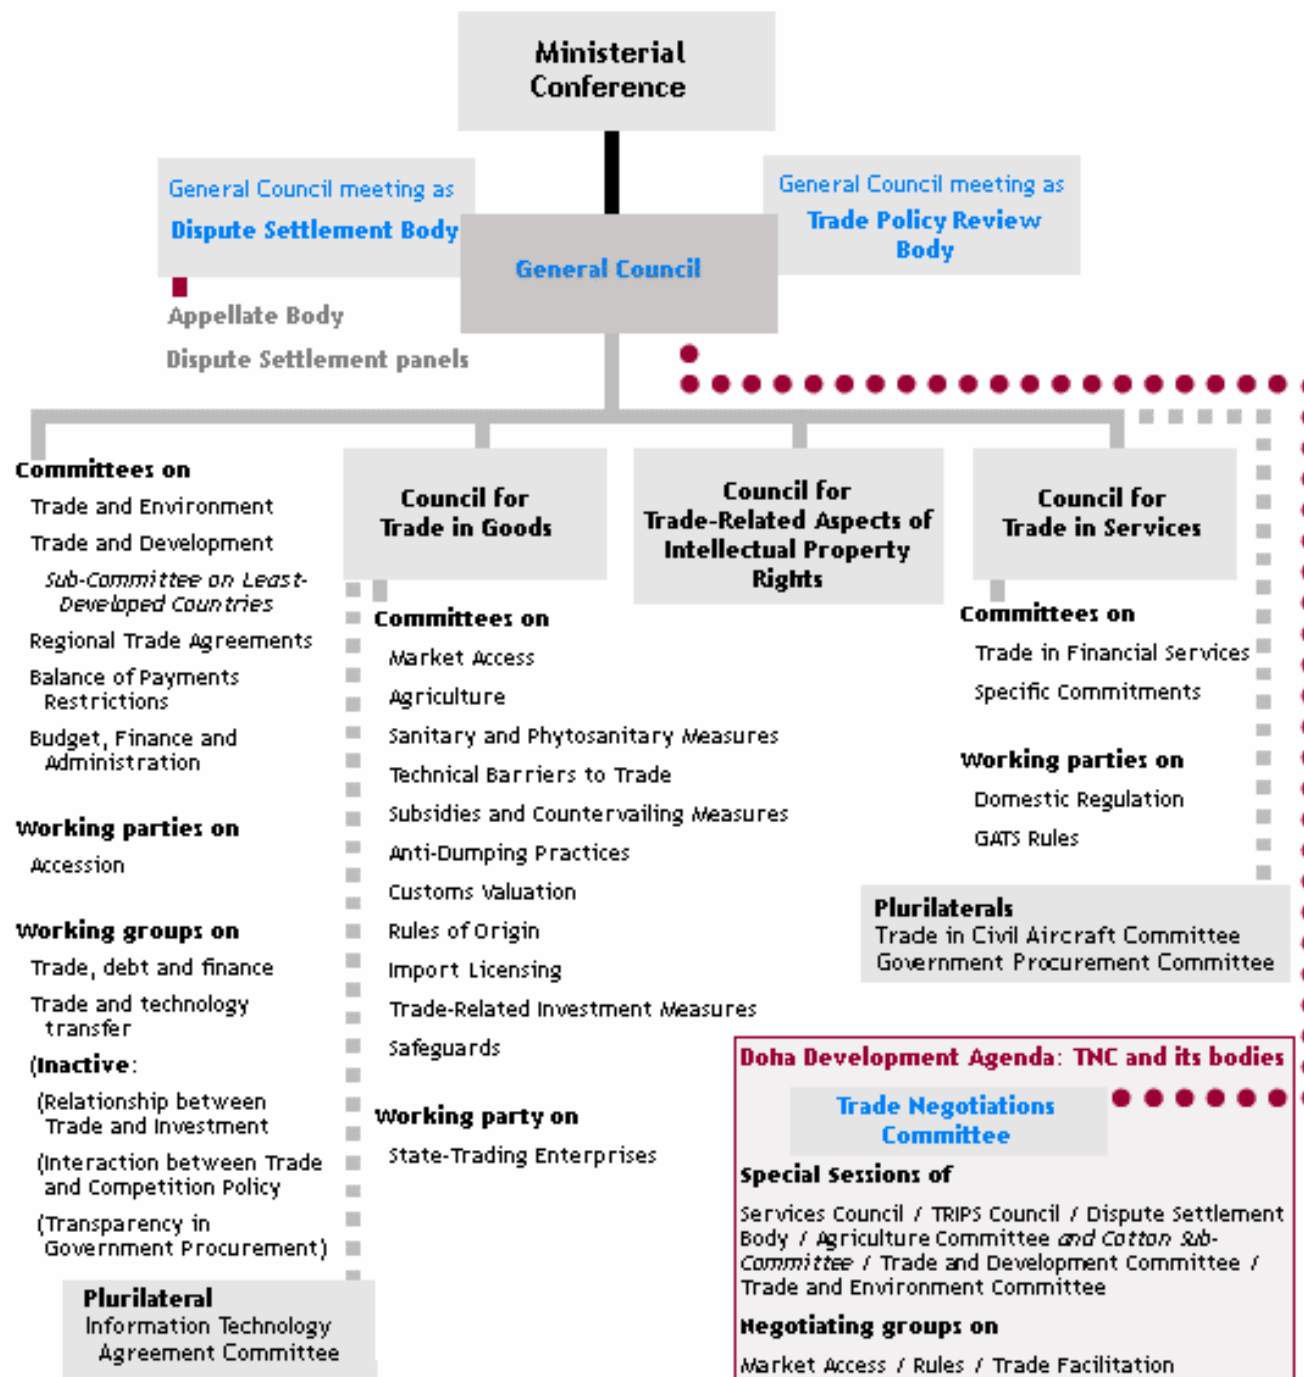 Ministerial
Conference
General Council meeting as
Dispute Settlement Body
General Council meeting as
Trade Policy Review
Body
General Council
Appellate Body
Dispute Settlement panels
Committees on
Trade and Environment
Trade and Development
Sub-Committee on Least-
Developed Countries
Regional Trade Agreements
Balance of Payments
Restrictions
Budget, Finance and
Administration
Working parties on
Accession
Working groups on
Trade, debt and finance
Trade and technology
transfer
(Inactive:
(Relationship between
Trade and Investment
(Interaction between Trade
and Competition Policy
(Transparency in
Government Procurement)
Plurilateral
Information Technology
Agreement Committee
Council for
Trade in Goods
Committees on
Market Access
Agriculture
Sanitary and Phytosanitary Measures
Technical Barriers to Trade
Subsidies and Countervailing Measures
Anti-Dumping Practices
Customs Valuation
Rules of Origin
Import Licensing
Trade-Related Investment Measures
Safeguards
Working party on
State-Trading Enterprises
Council for
Trade-Related Aspects of
Intellectual Property
Rights
Council for
Trade in Services
Committees on
Trade in Financial Services
Specific Commitments
Working parties on
Domestic Regulation
GATS Rules
Plurilaterals
Trade in Civil Aircraft Committee
Government Procurement Committee
Doha Development Agenda: TNC and its bodies
Trade Negotiations
Committee
Special Sessions of
Services Council / TRIPS Council / Dispute Settlement
Body / Agriculture Committee and Cotton Sub-
Committee / Trade and Development Committee /
Trade and Environment Committee
Negotiating groups on
Market Access / Rules / Trade Facilitation